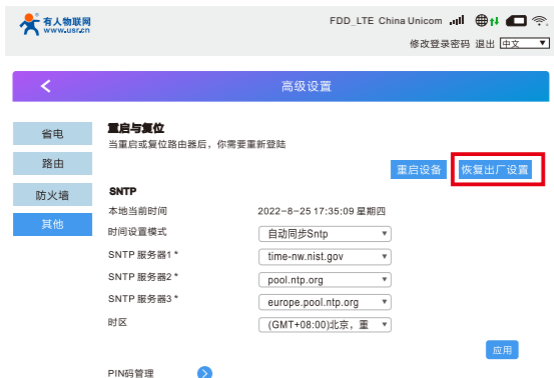 有人物联网
www.usr.cn
FDD_LTE China Unicom
修改登录密码 退出 中文
高级设置
省电
路由
防火墙
其他
重启与复位
当重启或复位路由器后，你需要重新登陆
重启设备 恢复出厂设置
SNTP
本地当前时间 2022-8-25 17:35:09 星期四
时间设置模式 自动同步Sntp
SNTP 服务器1 * time-nw.nist.gov
SNTP 服务器2 * pool.ntp.org
SNTP 服务器3 * europe.pool.ntp.org
时区 (GMT+08:00)北京，重
应用
PIN码管理